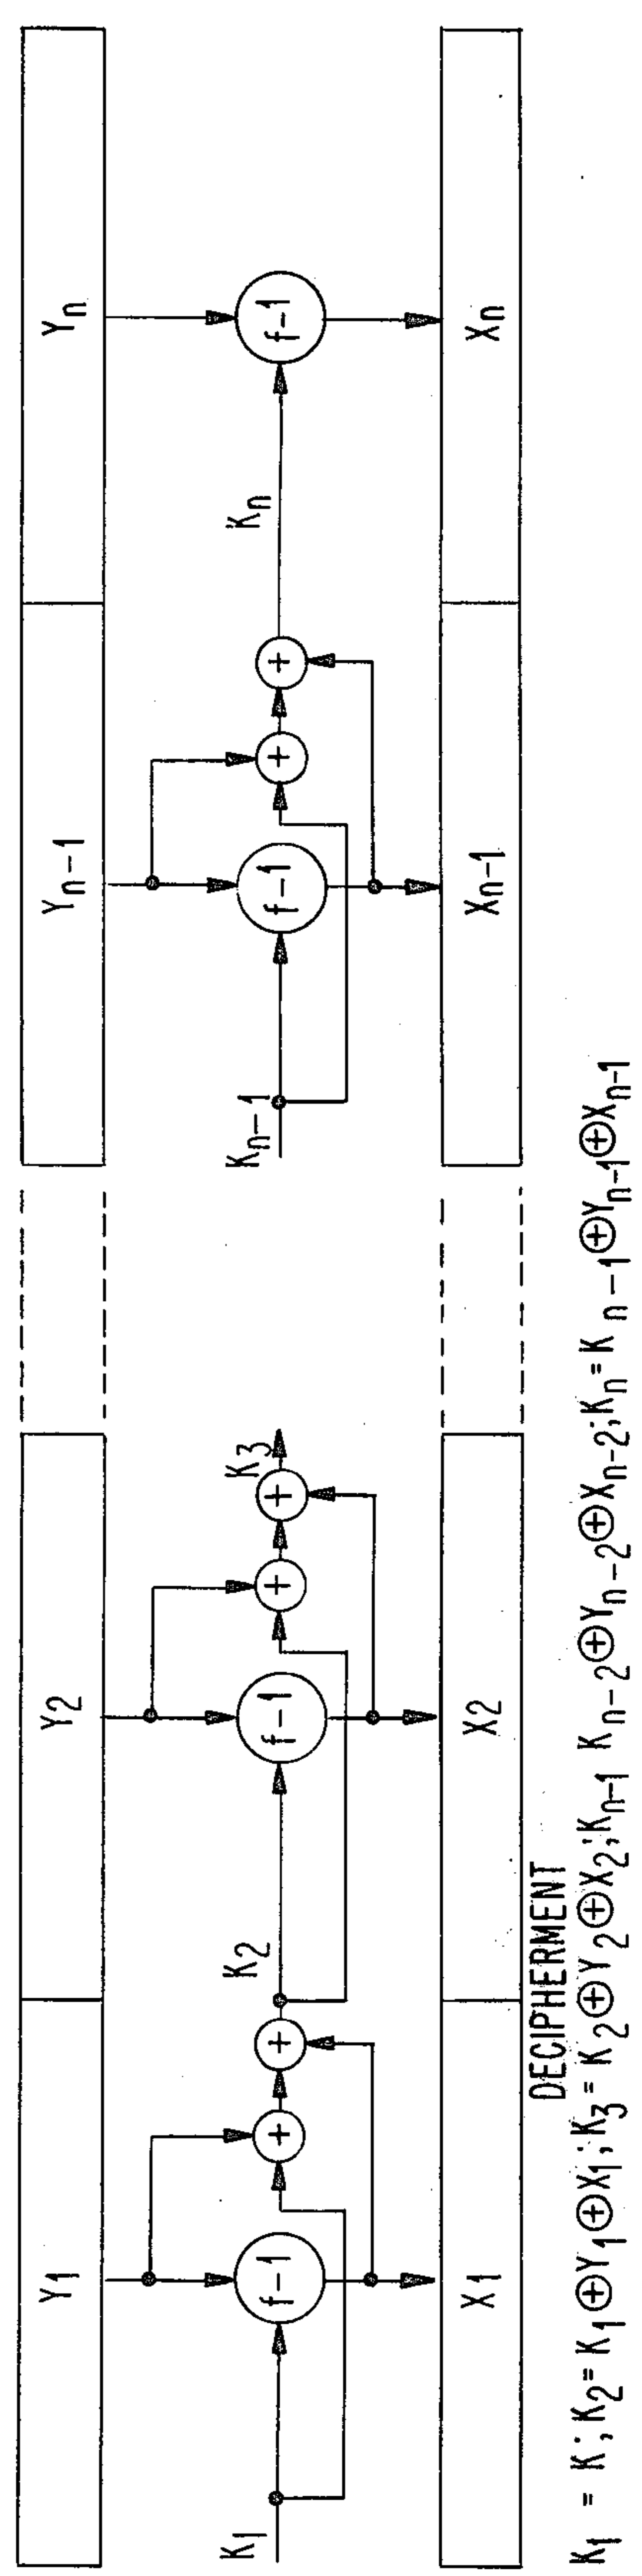 Y1 Y2 Yn-1 Yn
K1 f-1 K2 f-1 K3 Kn-1 f-1 Kn f-1
+ + + + + +
X1 X2 Xn-1 Xn
DECIPHERMENT
K1 = K; K2 = K1⊕Y1⊕X1; K3 = K2⊕Y2⊕X2; Kn-1 Kn-2⊕Yn-2⊕Xn-2; Kn = Kn-1⊕Yn-1⊕Xn-1